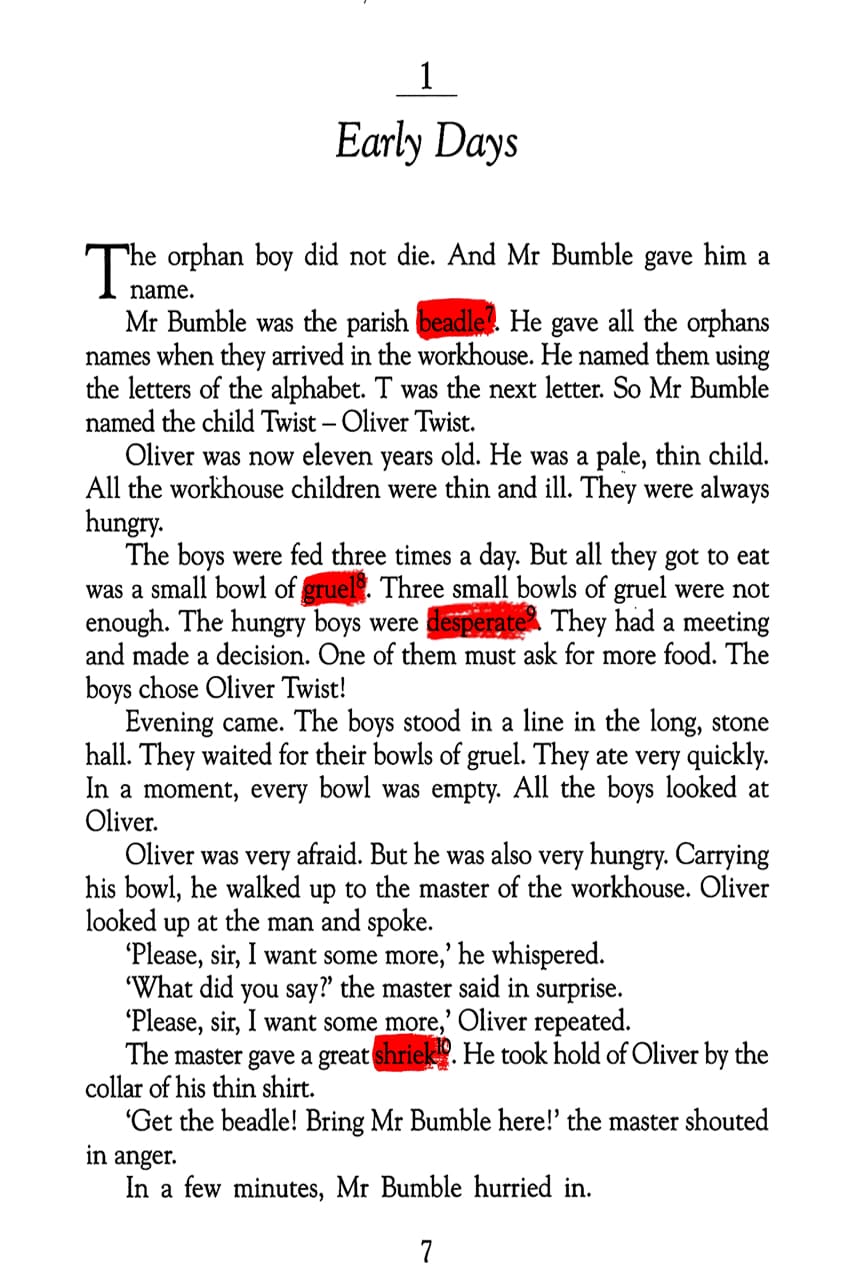 1
Early Days
The orphan boy did not die. And Mr Bumble gave him a
name.
Mr Bumble was the parish beadle⁷. He gave all the orphans
names when they arrived in the workhouse. He named them using
the letters of the alphabet. T was the next letter. So Mr Bumble
named the child Twist – Oliver Twist.
Oliver was now eleven years old. He was a pale, thin child.
All the workhouse children were thin and ill. They were always
hungry.
The boys were fed three times a day. But all they got to eat
was a small bowl of gruel⁸. Three small bowls of gruel were not
enough. The hungry boys were desperate⁹. They had a meeting
and made a decision. One of them must ask for more food. The
boys chose Oliver Twist!
Evening came. The boys stood in a line in the long, stone
hall. They waited for their bowls of gruel. They ate very quickly.
In a moment, every bowl was empty. All the boys looked at
Oliver.
Oliver was very afraid. But he was also very hungry. Carrying
his bowl, he walked up to the master of the workhouse. Oliver
looked up at the man and spoke.
‘Please, sir, I want some more,’ he whispered.
‘What did you say?’ the master said in surprise.
‘Please, sir, I want some more,’ Oliver repeated.
The master gave a great shriek¹⁰. He took hold of Oliver by the
collar of his thin shirt.
‘Get the beadle! Bring Mr Bumble here!’ the master shouted
in anger.
In a few minutes, Mr Bumble hurried in.
7